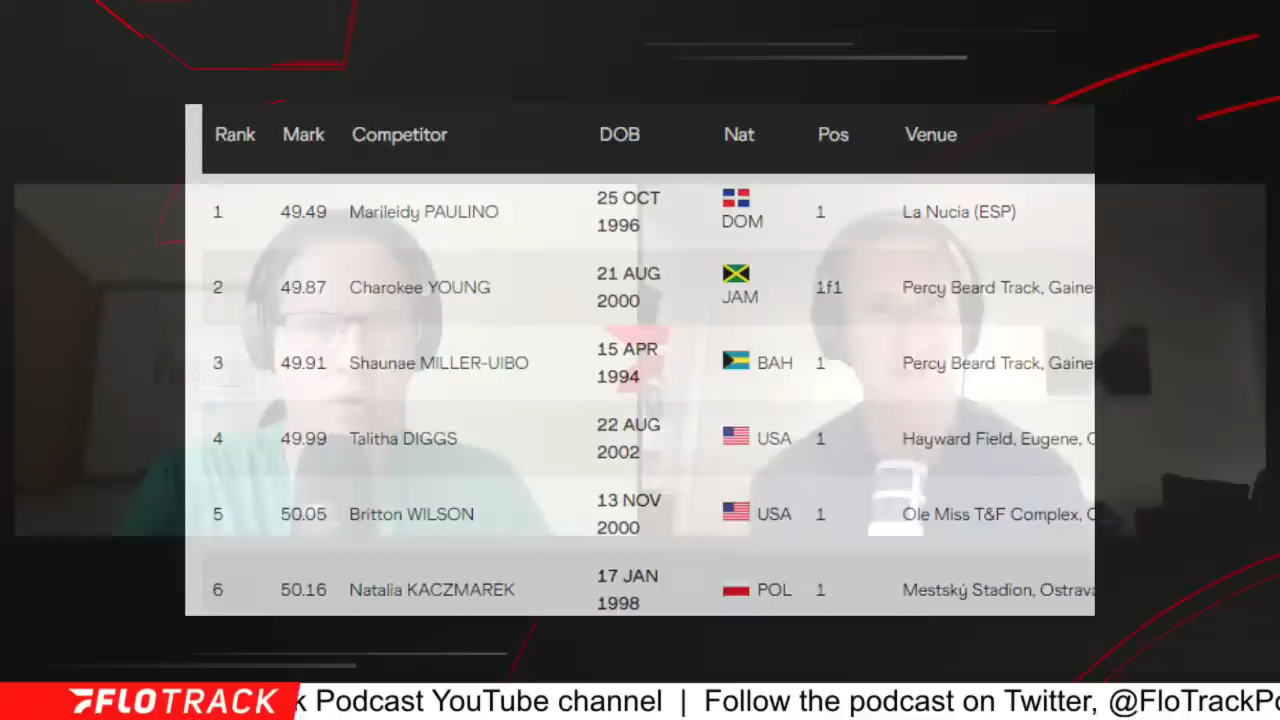 Rank Mark Competitor DOB Nat Pos Venue
1 49.49 Marileidy PAULINO 25 OCT 1996 DOM 1 La Nucia (ESP)
2 49.87 Charokee YOUNG 21 AUG 2000 JAM 1f1 Percy Beard Track, Gaine
3 49.91 Shaunae MILLER-UIBO 15 APR 1994 BAH 1 Percy Beard Track, Gaine
4 49.99 Talitha DIGGS 22 AUG 2002 USA 1 Hayward Field, Eugene,
5 50.05 Britton WILSON 13 NOV 2000 USA 1 Ole Miss T&F Complex,
6 50.16 Natalia KACZMAREK 17 JAN 1998 POL 1 Mestský Stadion, Ostrava
FLOTRACK k Podcast YouTube channel | Follow the podcast on Twitter, @FloTrackPo